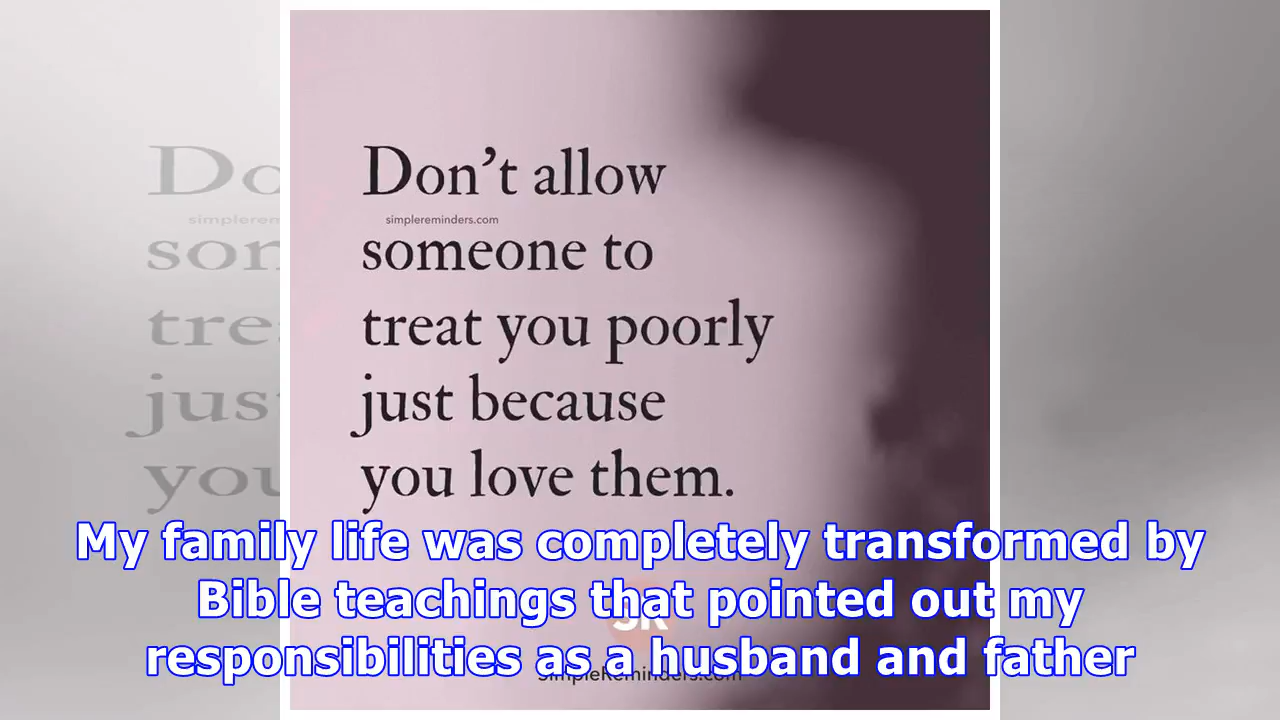 Don't allow
simplereminders.com
someone to
treat you poorly
just because
you love them.
My family life was completely transformed by
Bible teachings that pointed out my
responsibilities as a husband and father
SR
SimpleReminders.com